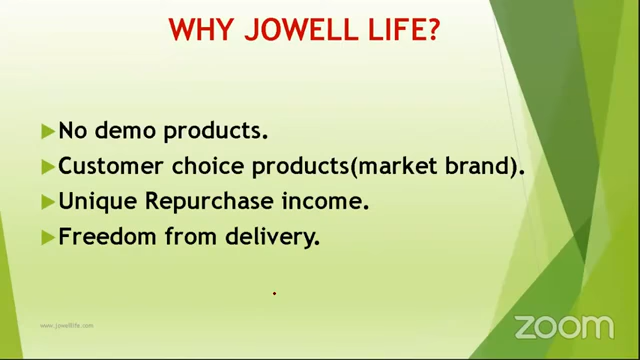 WHY JOWELL LIFE?
No demo products.
Customer choice products(market brand).
Unique Repurchase income.
Freedom from delivery.
www.jowelllife.com
zoom